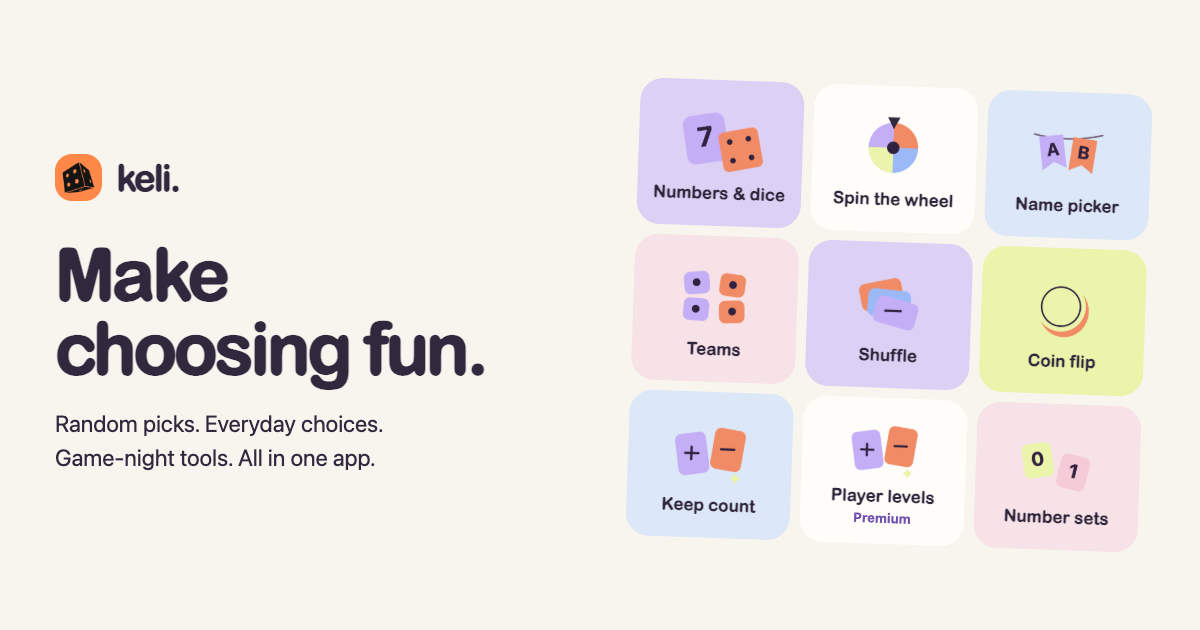 keli.
Make
choosing fun.
Random picks. Everyday choices.
Game-night tools. All in one app.
7
Numbers & dice
Spin the wheel
A B
Name picker
Teams
−
Shuffle
Coin flip
+ −
Keep count
+ −
Player levels
Premium
0 1
Number sets